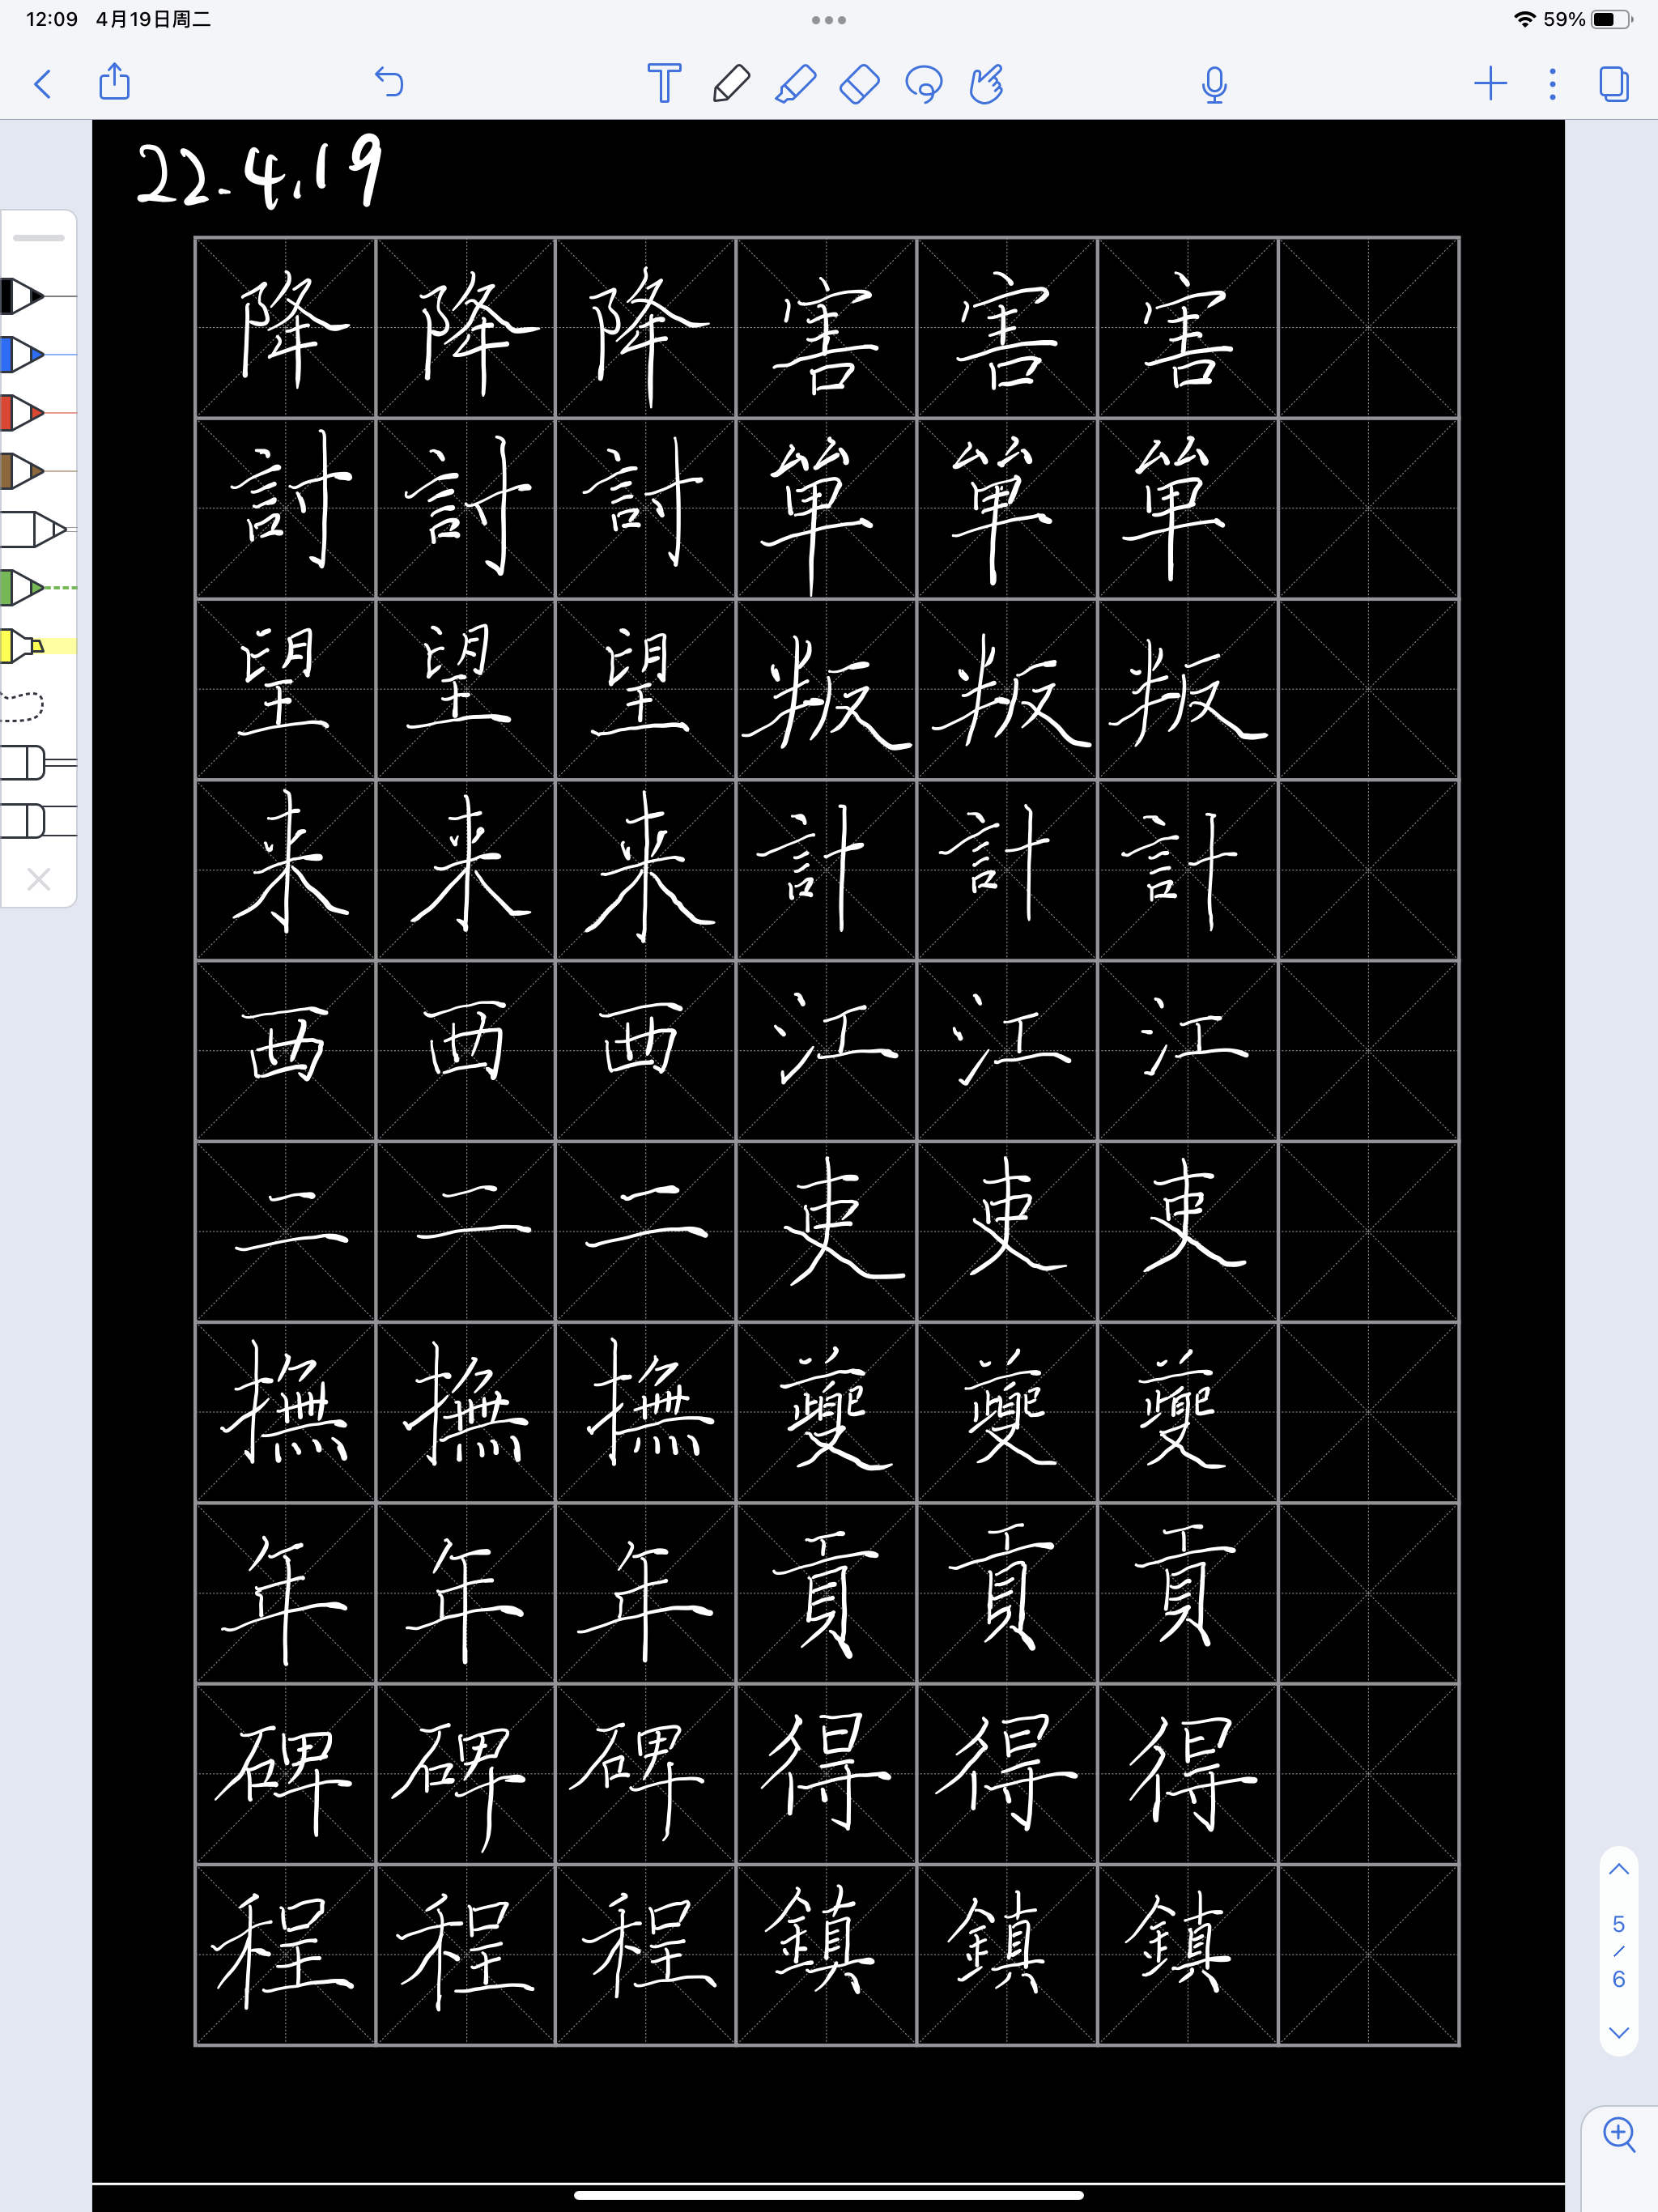 12:09 4月19日周二 59%
22.4.19
降 降 降 害 害 害
討 討 討 單 單 單
望 望 望 叛 叛 叛
来 来 来 計 計 計
西 西 西 江 江 江
二 二 二 吏 吏 吏
撫 撫 撫 夔 夔 夔
年 年 年 貢 貢 貢
碑 碑 碑 得 得 得
程 程 程 鎮 鎮 鎮
5
/
6